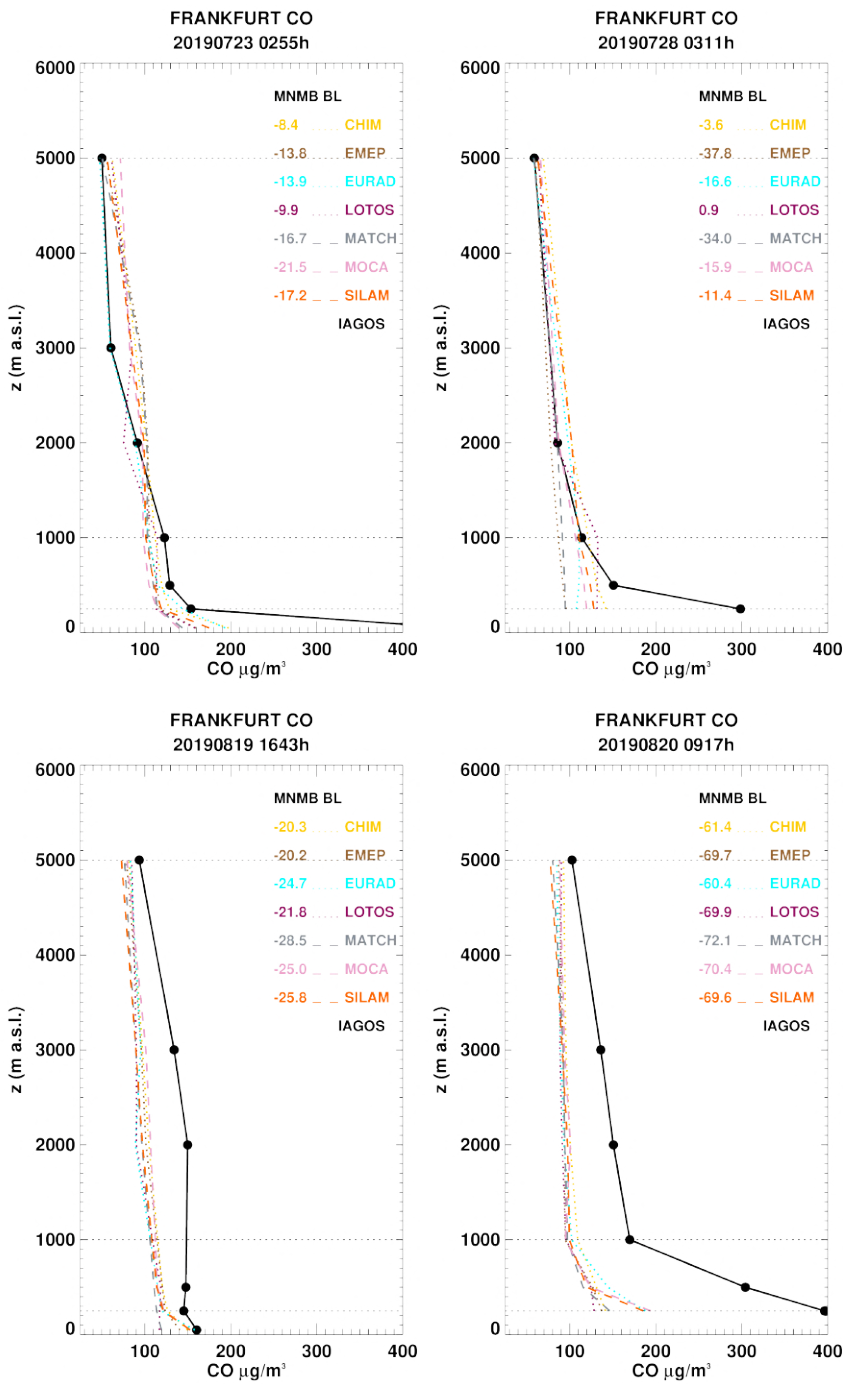 FRANKFURT CO
20190723 0255h
6000
5000
4000
3000
2000
1000
0
z (m a.s.l.)
MNMB BL
-8.4 ..... CHIM
-13.8 ..... EMEP
-13.9 ..... EURAD
-9.9 ..... LOTOS
-16.7 _ _ MATCH
-21.5 _ _ MOCA
-17.2 _ _ SILAM
IAGOS
100 200 300 400
CO µg/m³
FRANKFURT CO
20190728 0311h
6000
5000
4000
3000
2000
1000
0
z (m a.s.l.)
MNMB BL
-3.6 ..... CHIM
-37.8 ..... EMEP
-16.6 ..... EURAD
0.9 ..... LOTOS
-34.0 _ _ MATCH
-15.9 _ _ MOCA
-11.4 _ _ SILAM
IAGOS
100 200 300 400
CO µg/m³
FRANKFURT CO
20190819 1643h
6000
5000
4000
3000
2000
1000
0
z (m a.s.l.)
MNMB BL
-20.3 ..... CHIM
-20.2 ..... EMEP
-24.7 ..... EURAD
-21.8 ..... LOTOS
-28.5 _ _ MATCH
-25.0 _ _ MOCA
-25.8 _ _ SILAM
IAGOS
100 200 300 400
CO µg/m³
FRANKFURT CO
20190820 0917h
6000
5000
4000
3000
2000
1000
0
z (m a.s.l.)
MNMB BL
-61.4 ..... CHIM
-69.7 ..... EMEP
-60.4 ..... EURAD
-69.9 ..... LOTOS
-72.1 _ _ MATCH
-70.4 _ _ MOCA
-69.6 _ _ SILAM
IAGOS
100 200 300 400
CO µg/m³